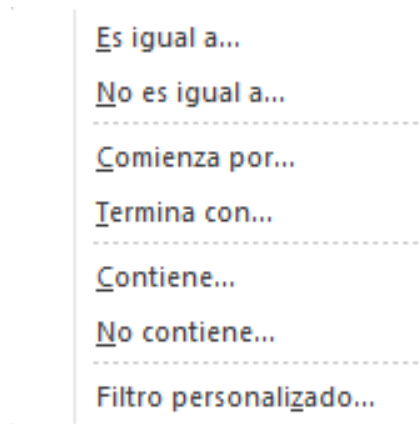 Es igual a...
No es igual a...
Comienza por...
Termina con...
Contiene...
No contiene...
Filtro personalizado...